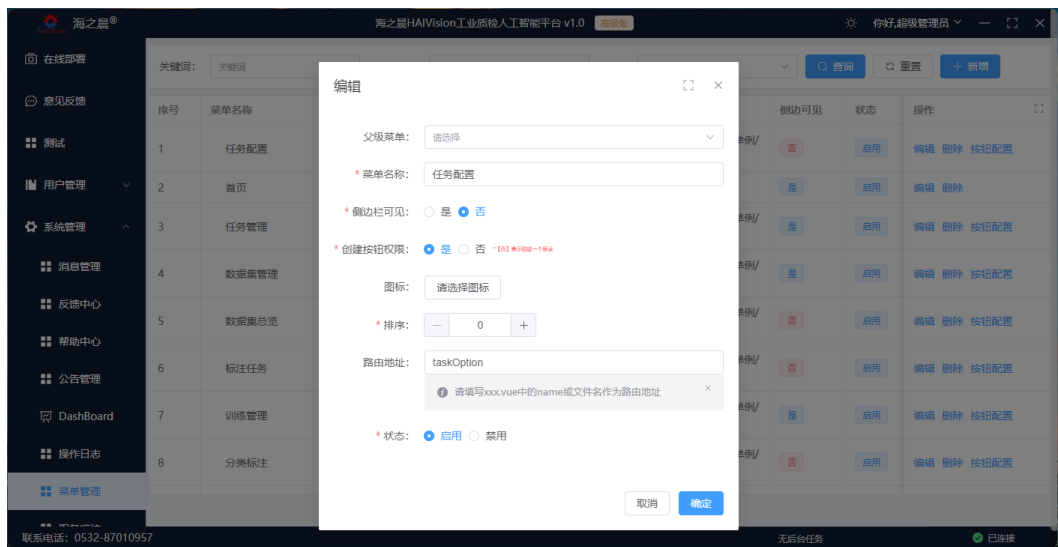 海之晨®
海之晨HAIVision工业质检人工智能平台 v1.0
高级版
你好,超级管理员
在线部署
意见反馈
测试
用户管理
系统管理
消息管理
反馈中心
帮助中心
公告管理
DashBoard
操作日志
菜单管理
关键词:
关键词
查询
重置
+ 新增
序号 菜单名称 侧边可见 状态 操作
1 任务配置 单例/ 否 启用 编辑 删除 按钮配置
2 首页 是 启用 编辑 删除
3 任务管理 单例/ 是 启用 编辑 删除 按钮配置
4 数据集管理 单例/ 是 启用 编辑 删除 按钮配置
5 数据集总览 单例/ 否 启用 编辑 删除 按钮配置
6 标注任务 单例/ 否 启用 编辑 删除 按钮配置
7 训练管理 单例/ 是 启用 编辑 删除 按钮配置
8 分类标注 单例/ 否 启用 编辑 删除 按钮配置
编辑
父级菜单: 请选择
* 菜单名称: 任务配置
* 侧边栏可见: 是 否
* 创建按钮权限: 是 否
图标: 请选择图标
* 排序: — 0 +
路由地址: taskOption
请填写xxx.vue中的name或文件名作为路由地址
* 状态: 启用 禁用
取消 确定
联系电话: 0532-87010957
无后台任务
已连接